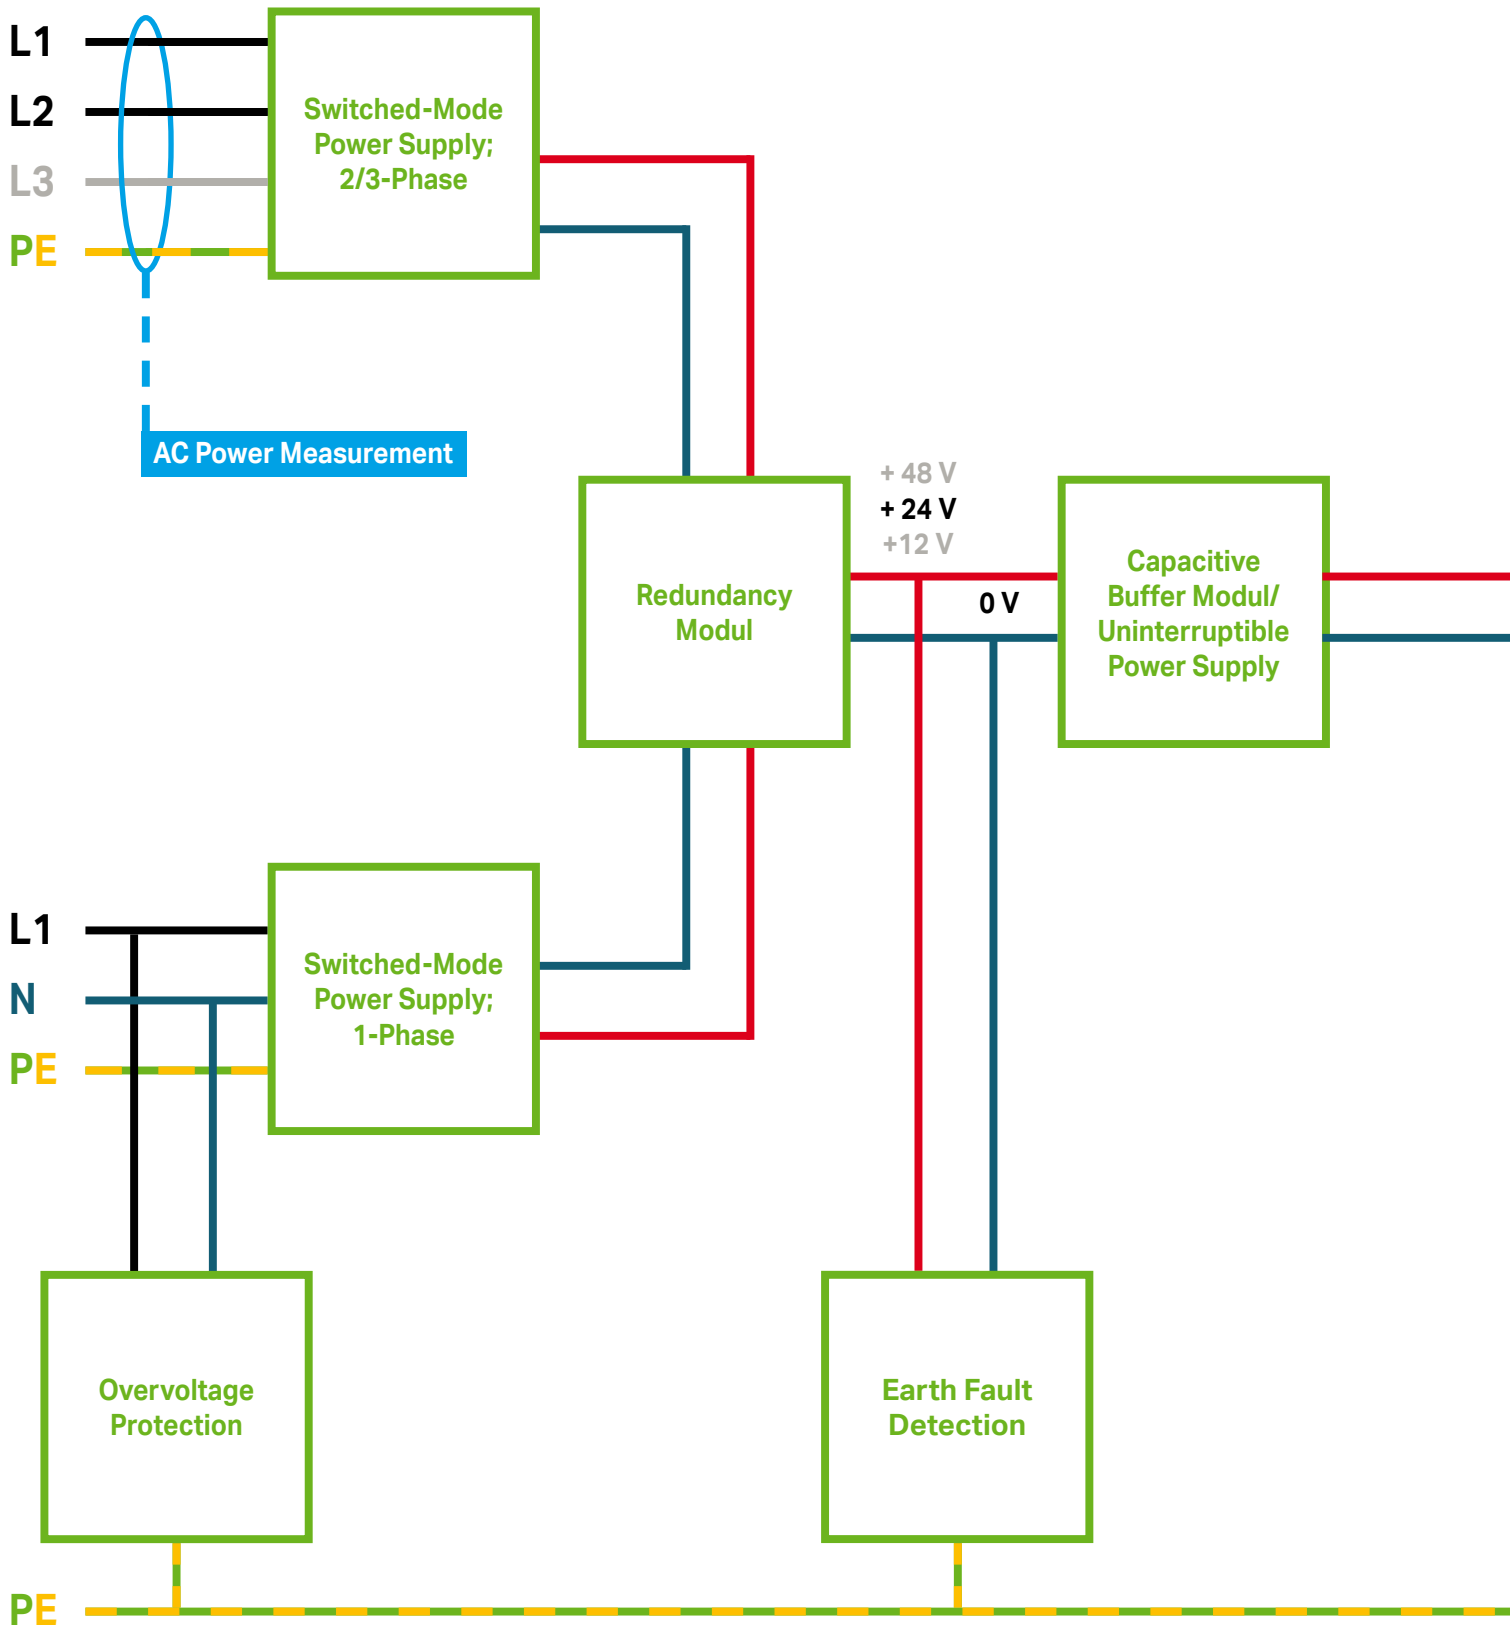 L1
L2
L3
PE
Switched-Mode
Power Supply;
2/3-Phase
AC Power Measurement
+ 48 V
+ 24 V
+12 V
0 V
Redundancy
Modul
Capacitive
Buffer Modul/
Uninterruptible
Power Supply
L1
N
PE
Switched-Mode
Power Supply;
1-Phase
Overvoltage
Protection
Earth Fault
Detection
PE